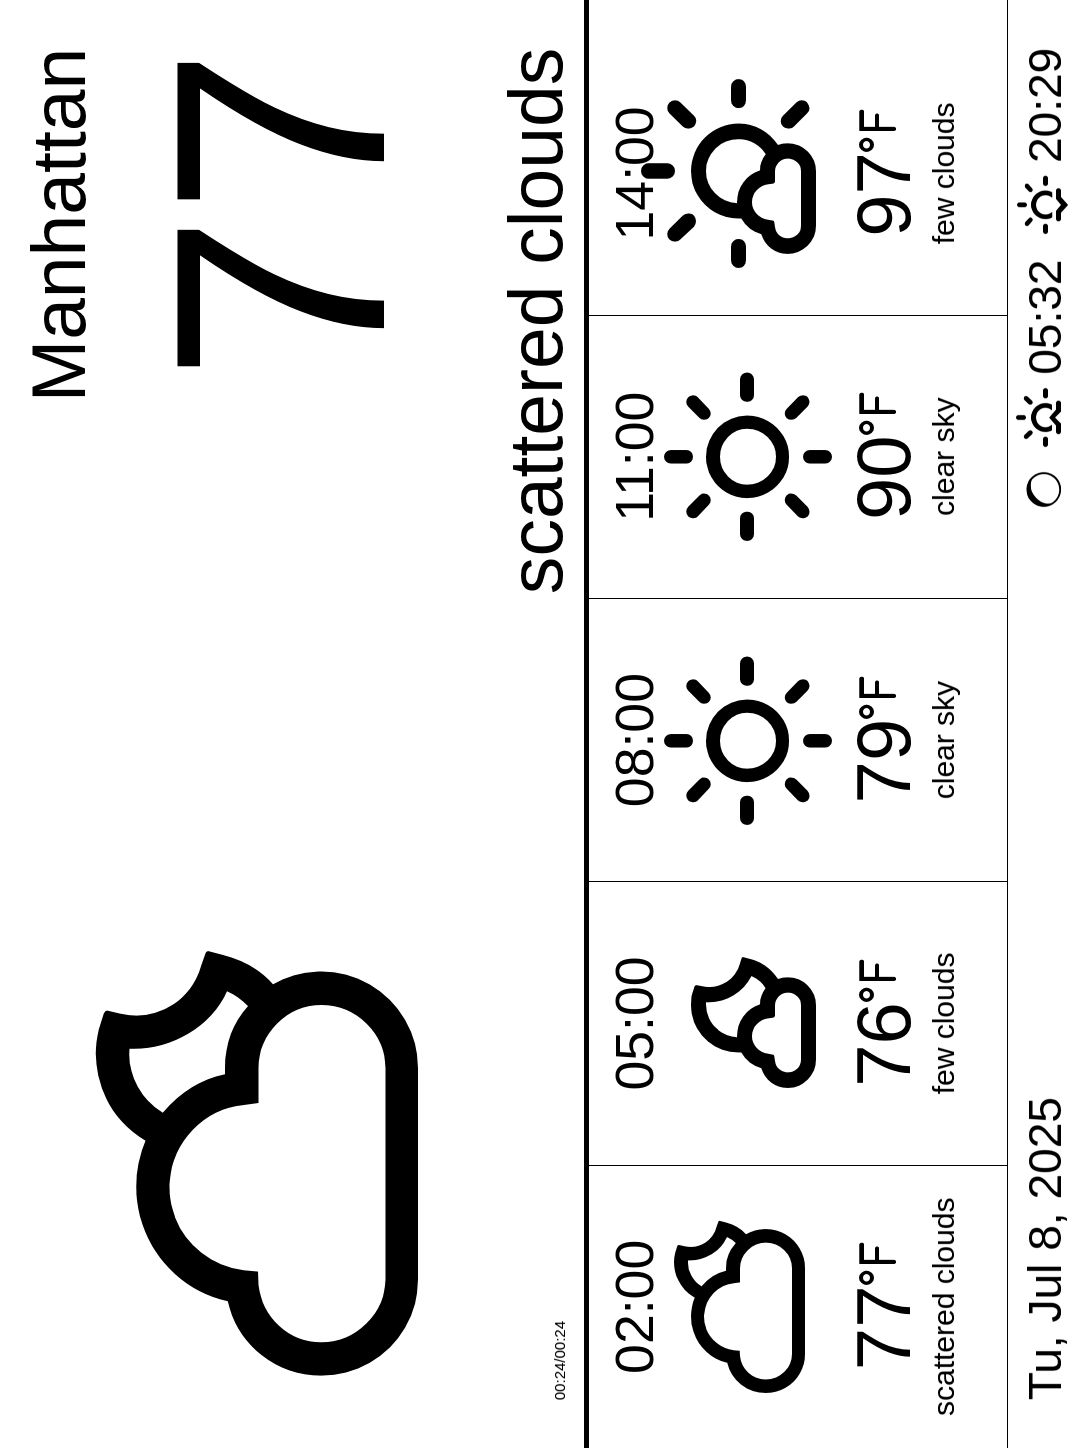 Manhattan
77
scattered clouds
00:24/00:24
02:00
77°F
scattered clouds
05:00
76°F
few clouds
08:00
79°F
clear sky
11:00
90°F
clear sky
14:00
97°F
few clouds
Tu, Jul 8, 2025
05:32 20:29